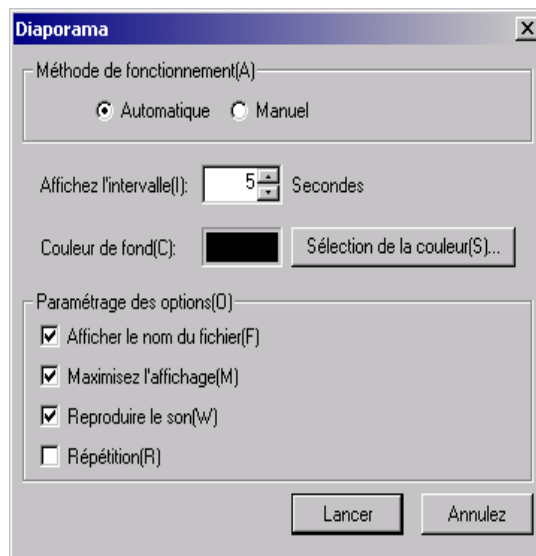 Diaporama
Méthode de fonctionnement(A)
Automatique Manuel
Affichez l'intervalle(I): 5 Secondes
Couleur de fond(C): Sélection de la couleur(S)...
Paramétrage des options(O)
Afficher le nom du fichier(F)
Maximisez l'affichage(M)
Reproduire le son(W)
Répétition(R)
Lancer Annulez